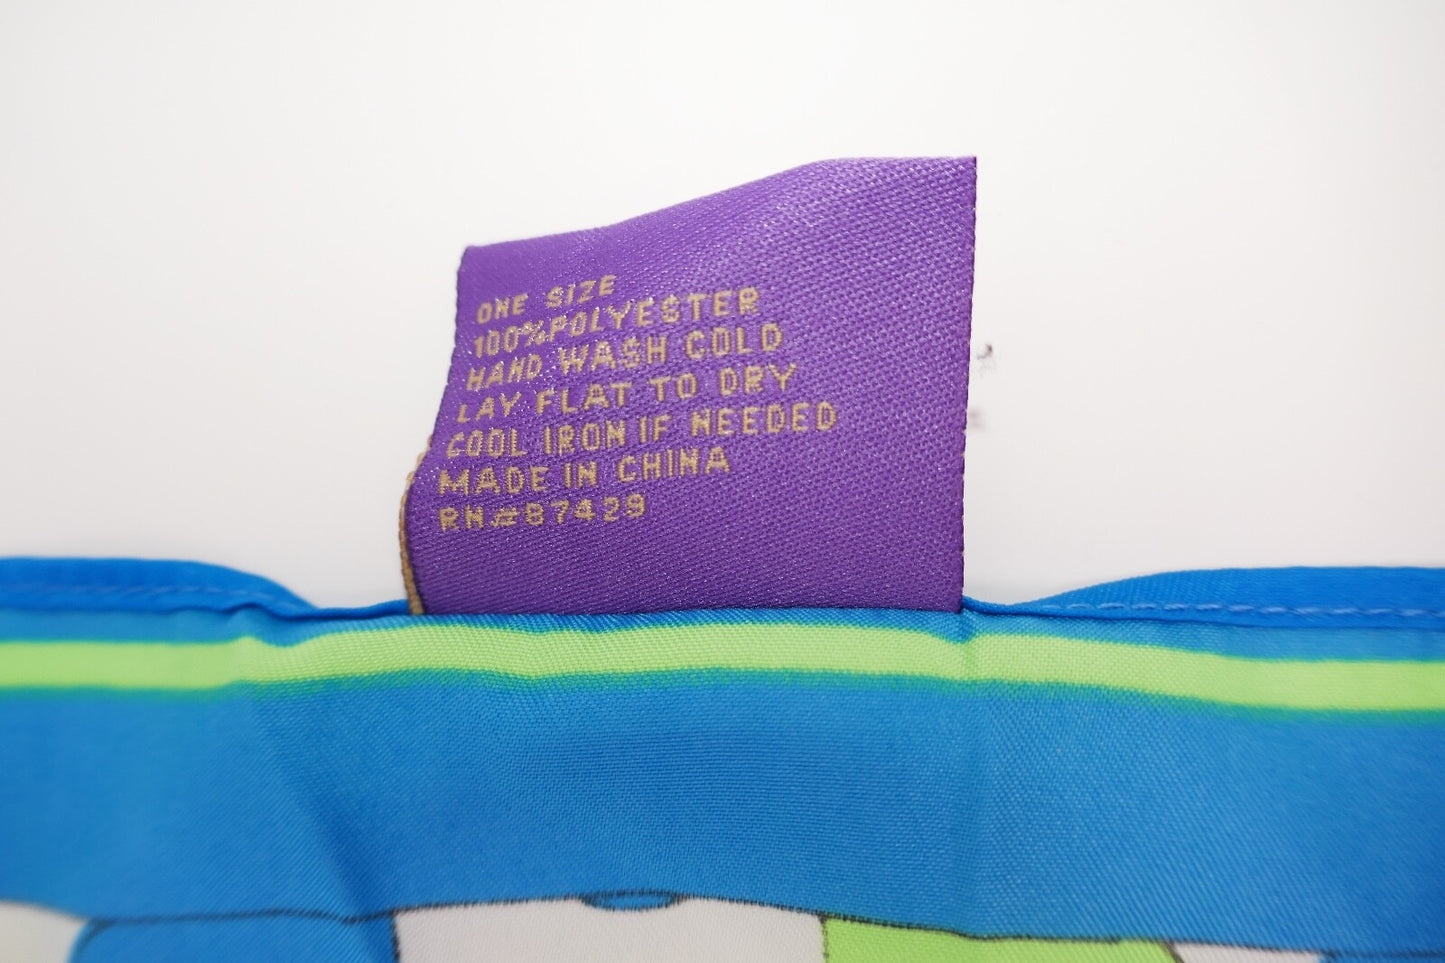 ONE SIZE
100%POLYESTER
HAND WASH COLD
LAY FLAT TO DRY
COOL IRON IF NEEDED
MADE IN CHINA
RN#87429